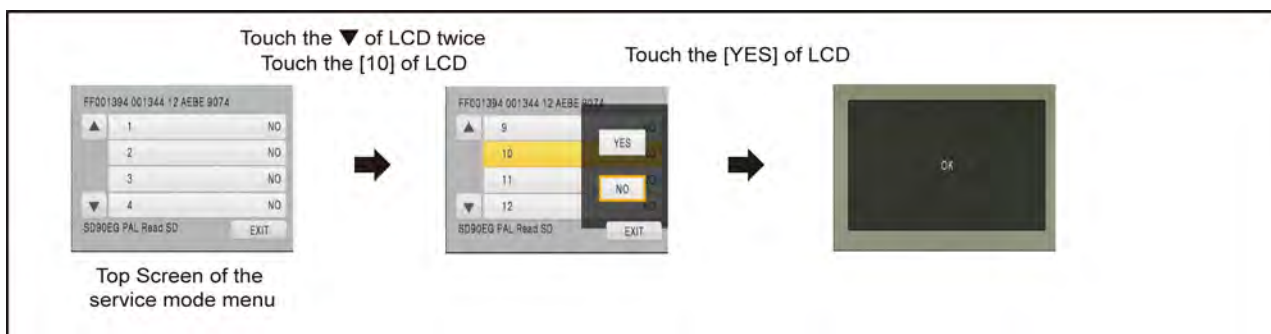 Touch the ▼ of LCD twice
Touch the [10] of LCD
Touch the [YES] of LCD
FF001394 001344 12 AEBE 9074
▲ 1 NO
2 NO
3 NO
▼ 4 NO
SD90EG PAL Read SD EXIT
Top Screen of the
service mode menu
FF001394 001344 12 AEBE 9074
▲ 9 NO
YES
10
11
NO
▼ 12
SD90EG PAL Read SD EXIT
OK